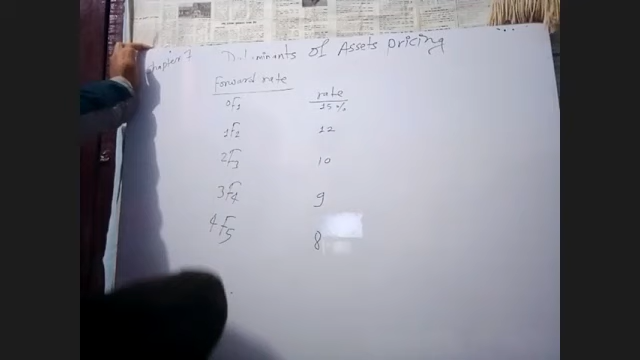 chapter 7 Determinants of Assets pricing
Forward rate rate
0F1 15%
1F2 12
2F3 10
3F4 9
4F5 8